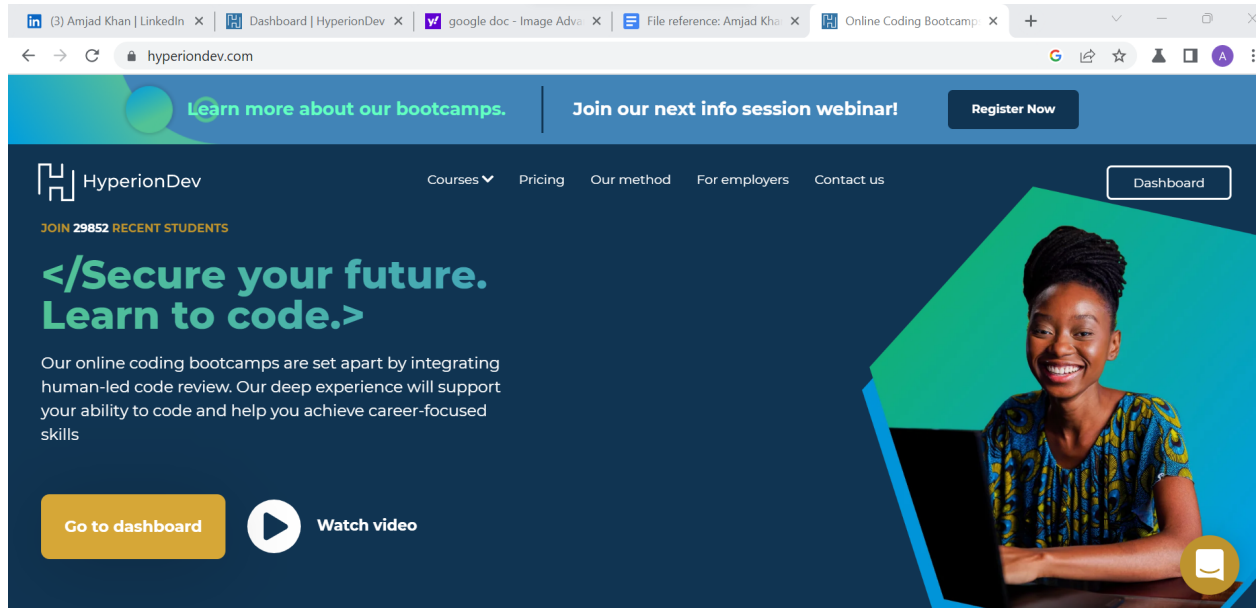 (3) Amjad Khan | LinkedIn
Dashboard | HyperionDev
google doc - Image Adva
File reference: Amjad Kha
Online Coding Bootcamp
hyperiondev.com
A
Learn more about our bootcamps.
Join our next info session webinar!
Register Now
HyperionDev
Courses
Pricing
Our method
For employers
Contact us
Dashboard
JOIN 29852 RECENT STUDENTS
</Secure your future.
Learn to code.>
Our online coding bootcamps are set apart by integrating
human-led code review. Our deep experience will support
your ability to code and help you achieve career-focused
skills
Go to dashboard
Watch video